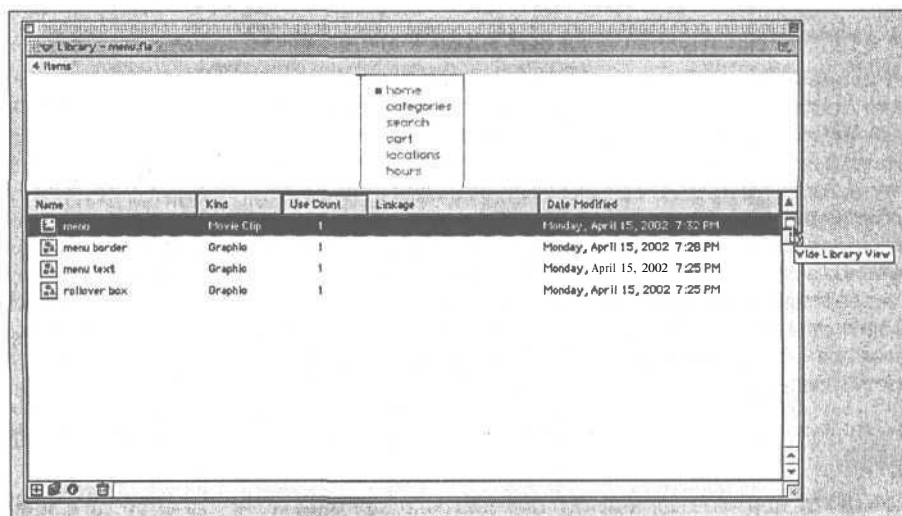 Library - menu.fla
4 items
home
categories
search
cart
locations
hours
Name Kind Use Count Linkage Date Modified
menu Movie Clip 1 Monday, April 15, 2002 7:32 PM
menu border Graphic 1 Monday, April 15, 2002 7:28 PM
menu text Graphic 1 Monday, April 15, 2002 7:25 PM
rollover box Graphic 1 Monday, April 15, 2002 7:25 PM
Wide Library View